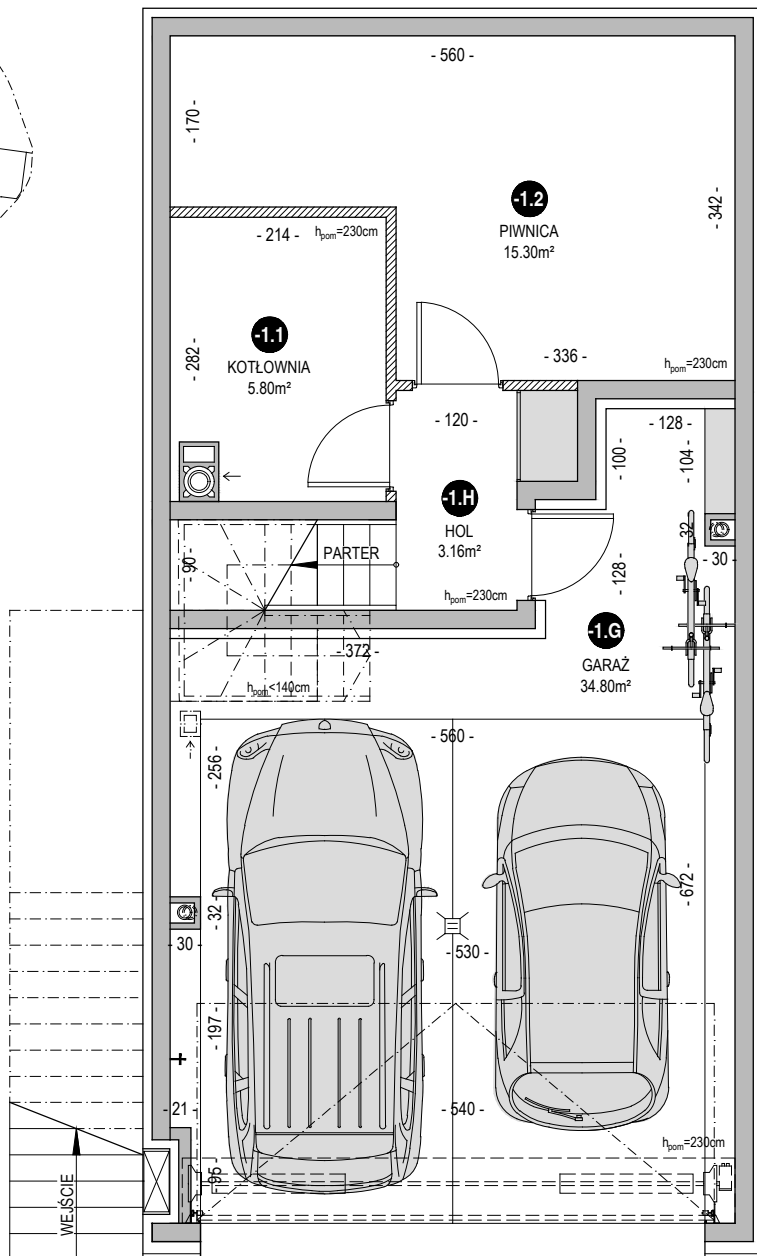 - 560 -
- 170 -
-1.2
PIWNICA
15.30m²
- 342 -
- 214 -
hpom=230cm
-1.1
KOTŁOWNIA
5.80m²
- 282 -
- 336 -
hpom=230cm
- 120 -
- 128 -
- 100 -
- 104 -
-1.H
HOL
3.16m²
hpom=230cm
PARTER
- 90 -
32
- 30 -
- 128 -
-1.G
GARAŻ
34.80m²
- 372 -
hpom<140cm
- 560 -
- 256 -
- 672 -
- 32 -
- 30 -
- 530 -
- 197 -
- 21 -
- 540 -
hpom=230cm
- 95 -
WEJŚCIE